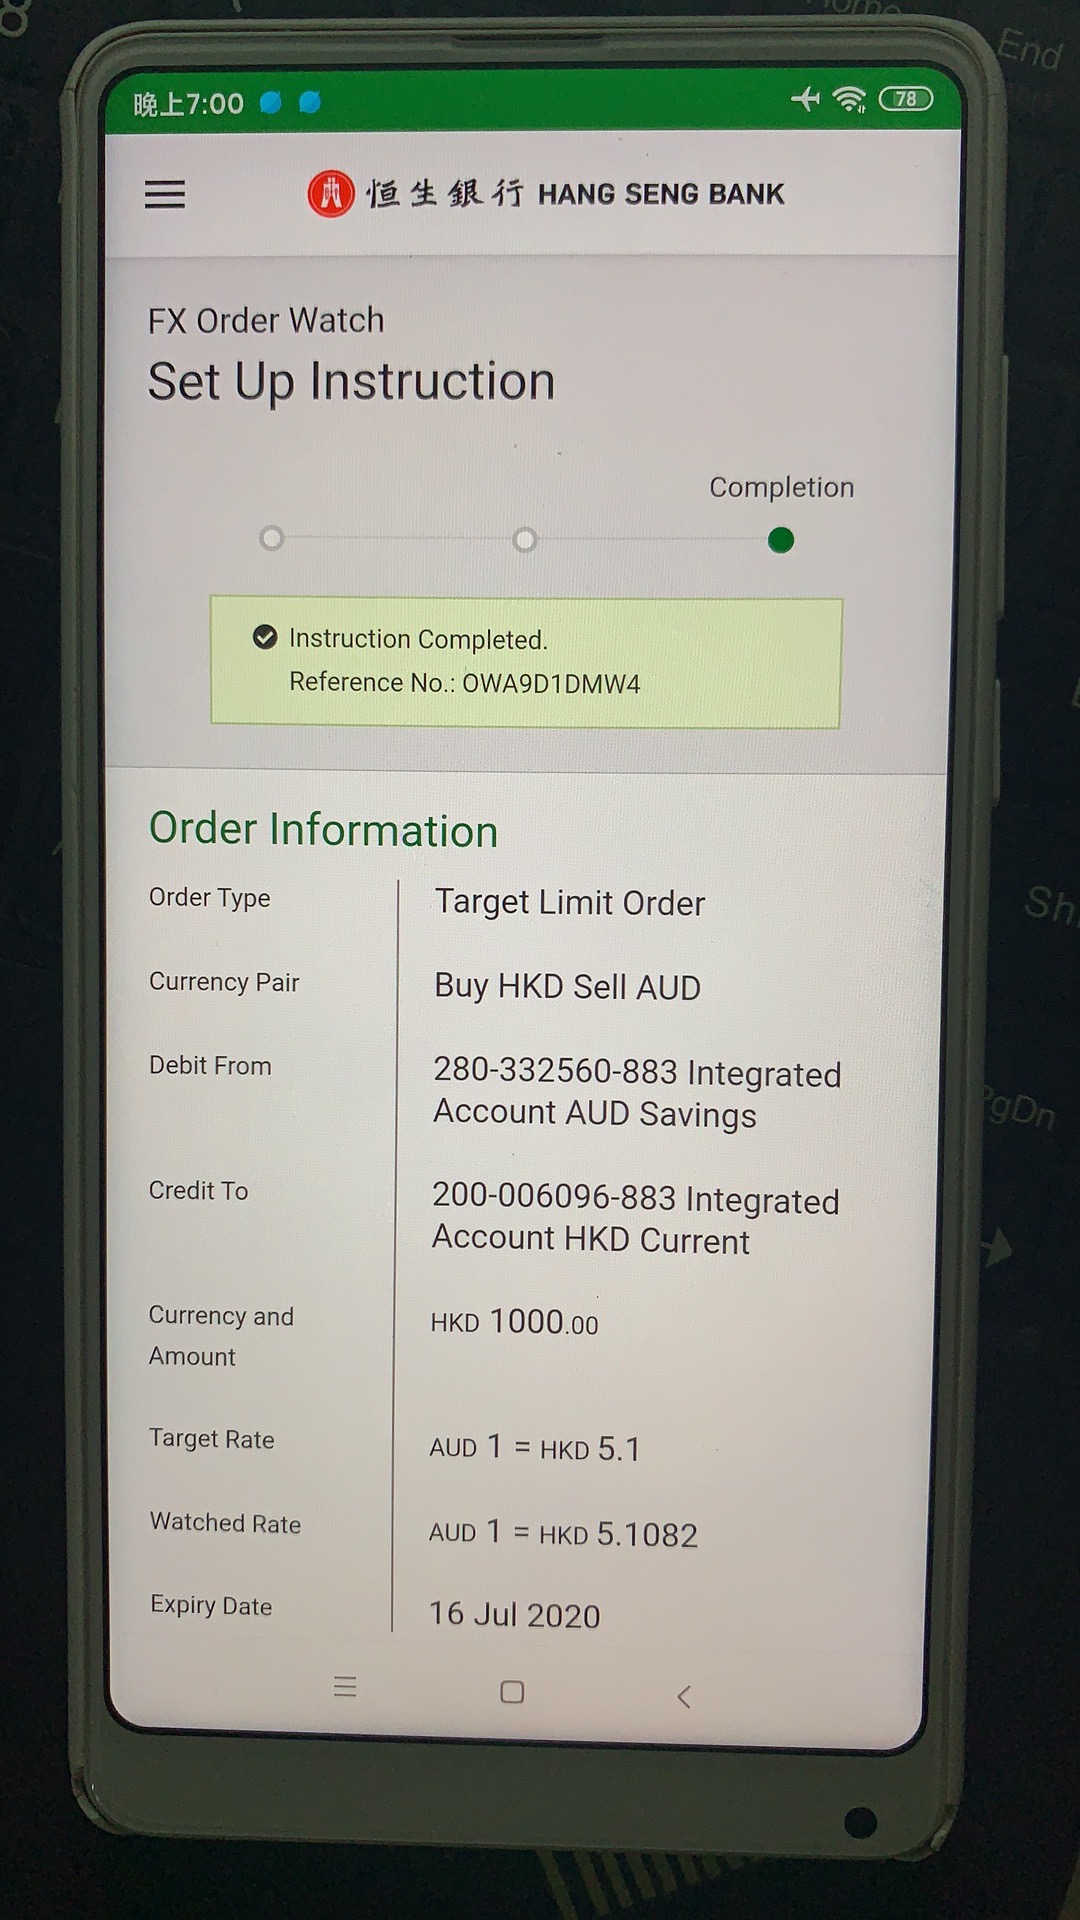 Home
End
8
晚上7:00
78
恒生銀行 HANG SENG BANK
FX Order Watch
Set Up Instruction
Completion
Instruction Completed.
Reference No.: OWA9D1DMW4
Order Information
Order Type
Target Limit Order
Currency Pair
Buy HKD Sell AUD
Debit From
280-332560-883 Integrated
Account AUD Savings
Credit To
200-006096-883 Integrated
Account HKD Current
Currency and
Amount
HKD 1000.00
Target Rate
AUD 1 = HKD 5.1
Watched Rate
AUD 1 = HKD 5.1082
Expiry Date
16 Jul 2020
Sh
PgDn